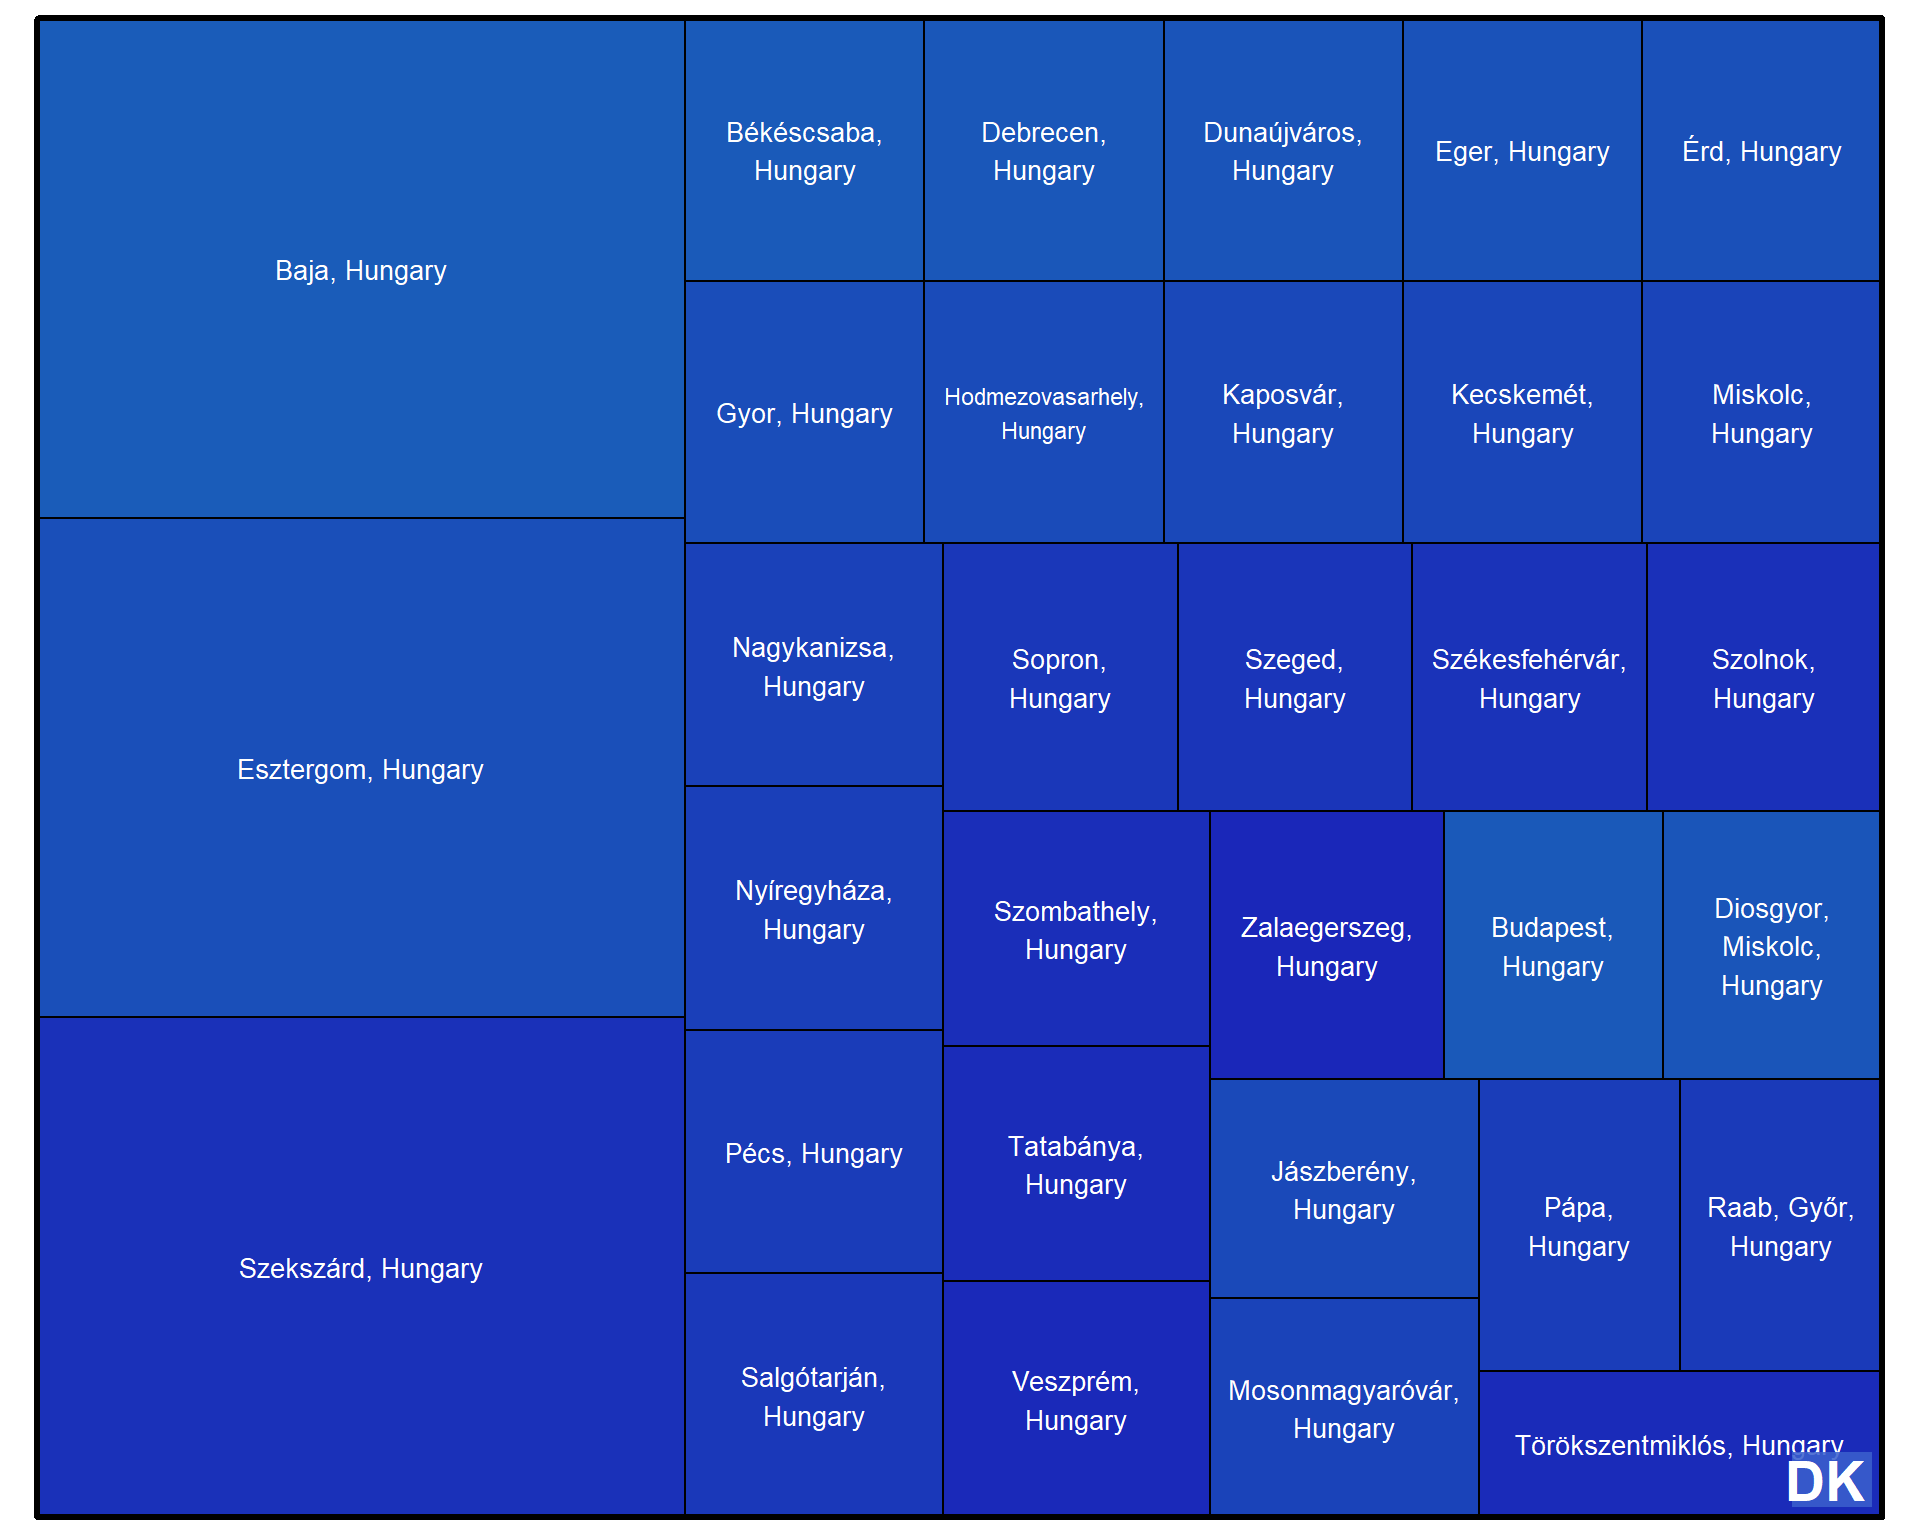 Baja, Hungary
Esztergom, Hungary
Szekszárd, Hungary
Békéscsaba,
Hungary
Debrecen,
Hungary
Dunaújváros,
Hungary
Eger, Hungary
Érd, Hungary
Gyor, Hungary
Hodmezovasarhely,
Hungary
Kaposvár,
Hungary
Kecskemét,
Hungary
Miskolc,
Hungary
Nagykanizsa,
Hungary
Nyíregyháza,
Hungary
Pécs, Hungary
Salgótarján,
Hungary
Sopron,
Hungary
Szeged,
Hungary
Székesfehérvár,
Hungary
Szolnok,
Hungary
Szombathely,
Hungary
Tatabánya,
Hungary
Veszprém,
Hungary
Zalaegerszeg,
Hungary
Budapest,
Hungary
Diosgyor,
Miskolc,
Hungary
Jászberény,
Hungary
Mosonmagyaróvár,
Hungary
Pápa,
Hungary
Raab, Győr,
Hungary
Törökszentmiklós, Hungary
DK